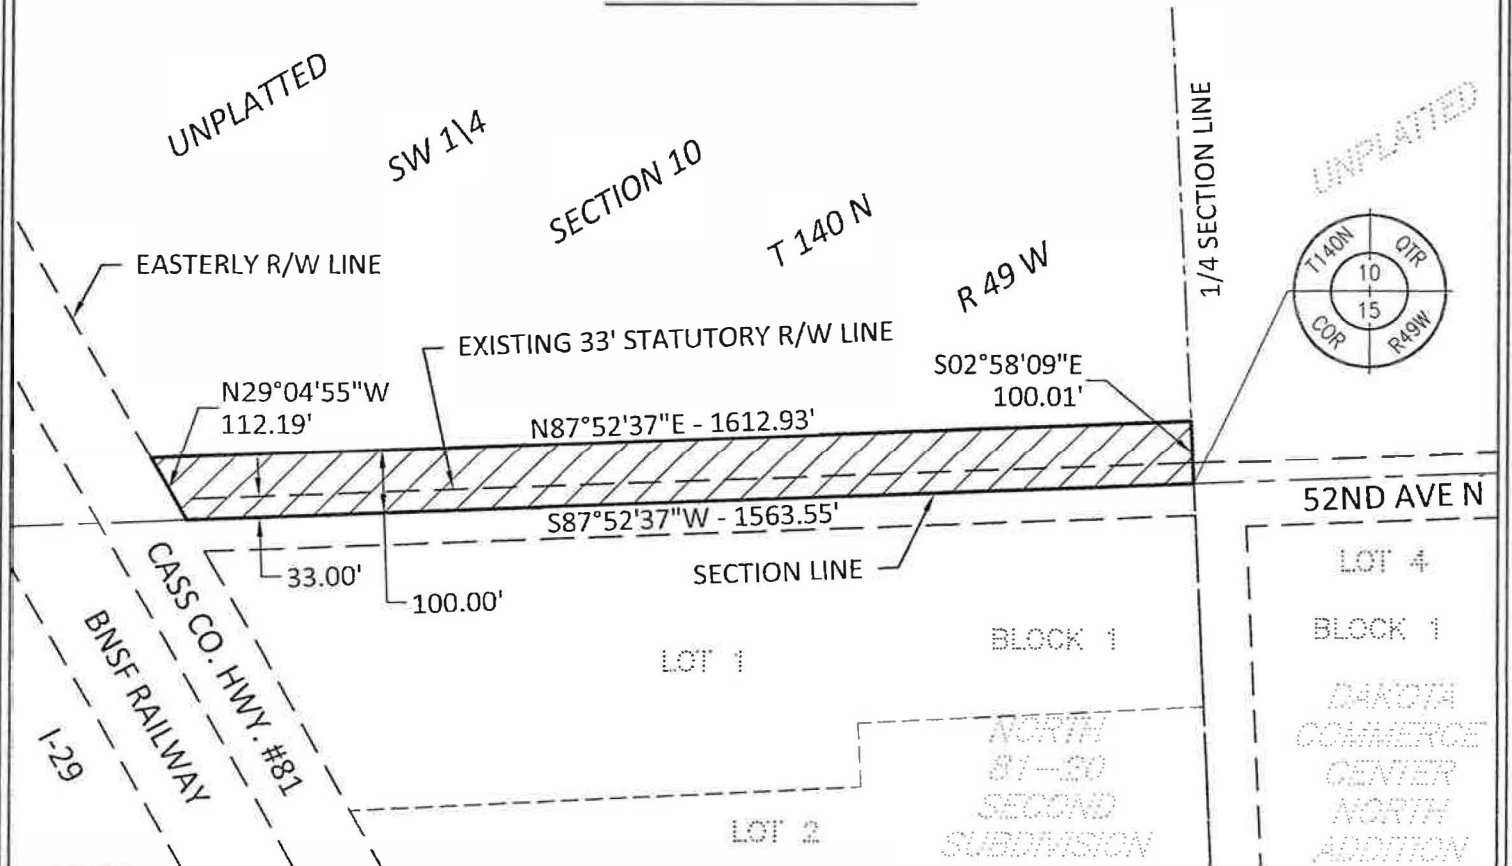 UNPLATTED
SW 1\4
SECTION 10
T 140 N
R 49 W
1/4 SECTION LINE
UNPLATTED
T140N
QTR
10
15
COR
R49W
EASTERLY R/W LINE
EXISTING 33' STATUTORY R/W LINE
S02°58'09"E
100.01'
N29°04'55"W
112.19'
N87°52'37"E - 1612.93'
52ND AVE N
S87°52'37"W - 1563.55'
SECTION LINE
33.00'
100.00'
CASS CO. HWY. #81
BNSF RAILWAY
I-29
LOT 1
BLOCK 1
LOT 4
BLOCK 1
NORTH
81-20
SECOND
SUBDIVISION
LOT 2
DAKOTA
COMMERCE
CENTER
NORTH
ADDITION